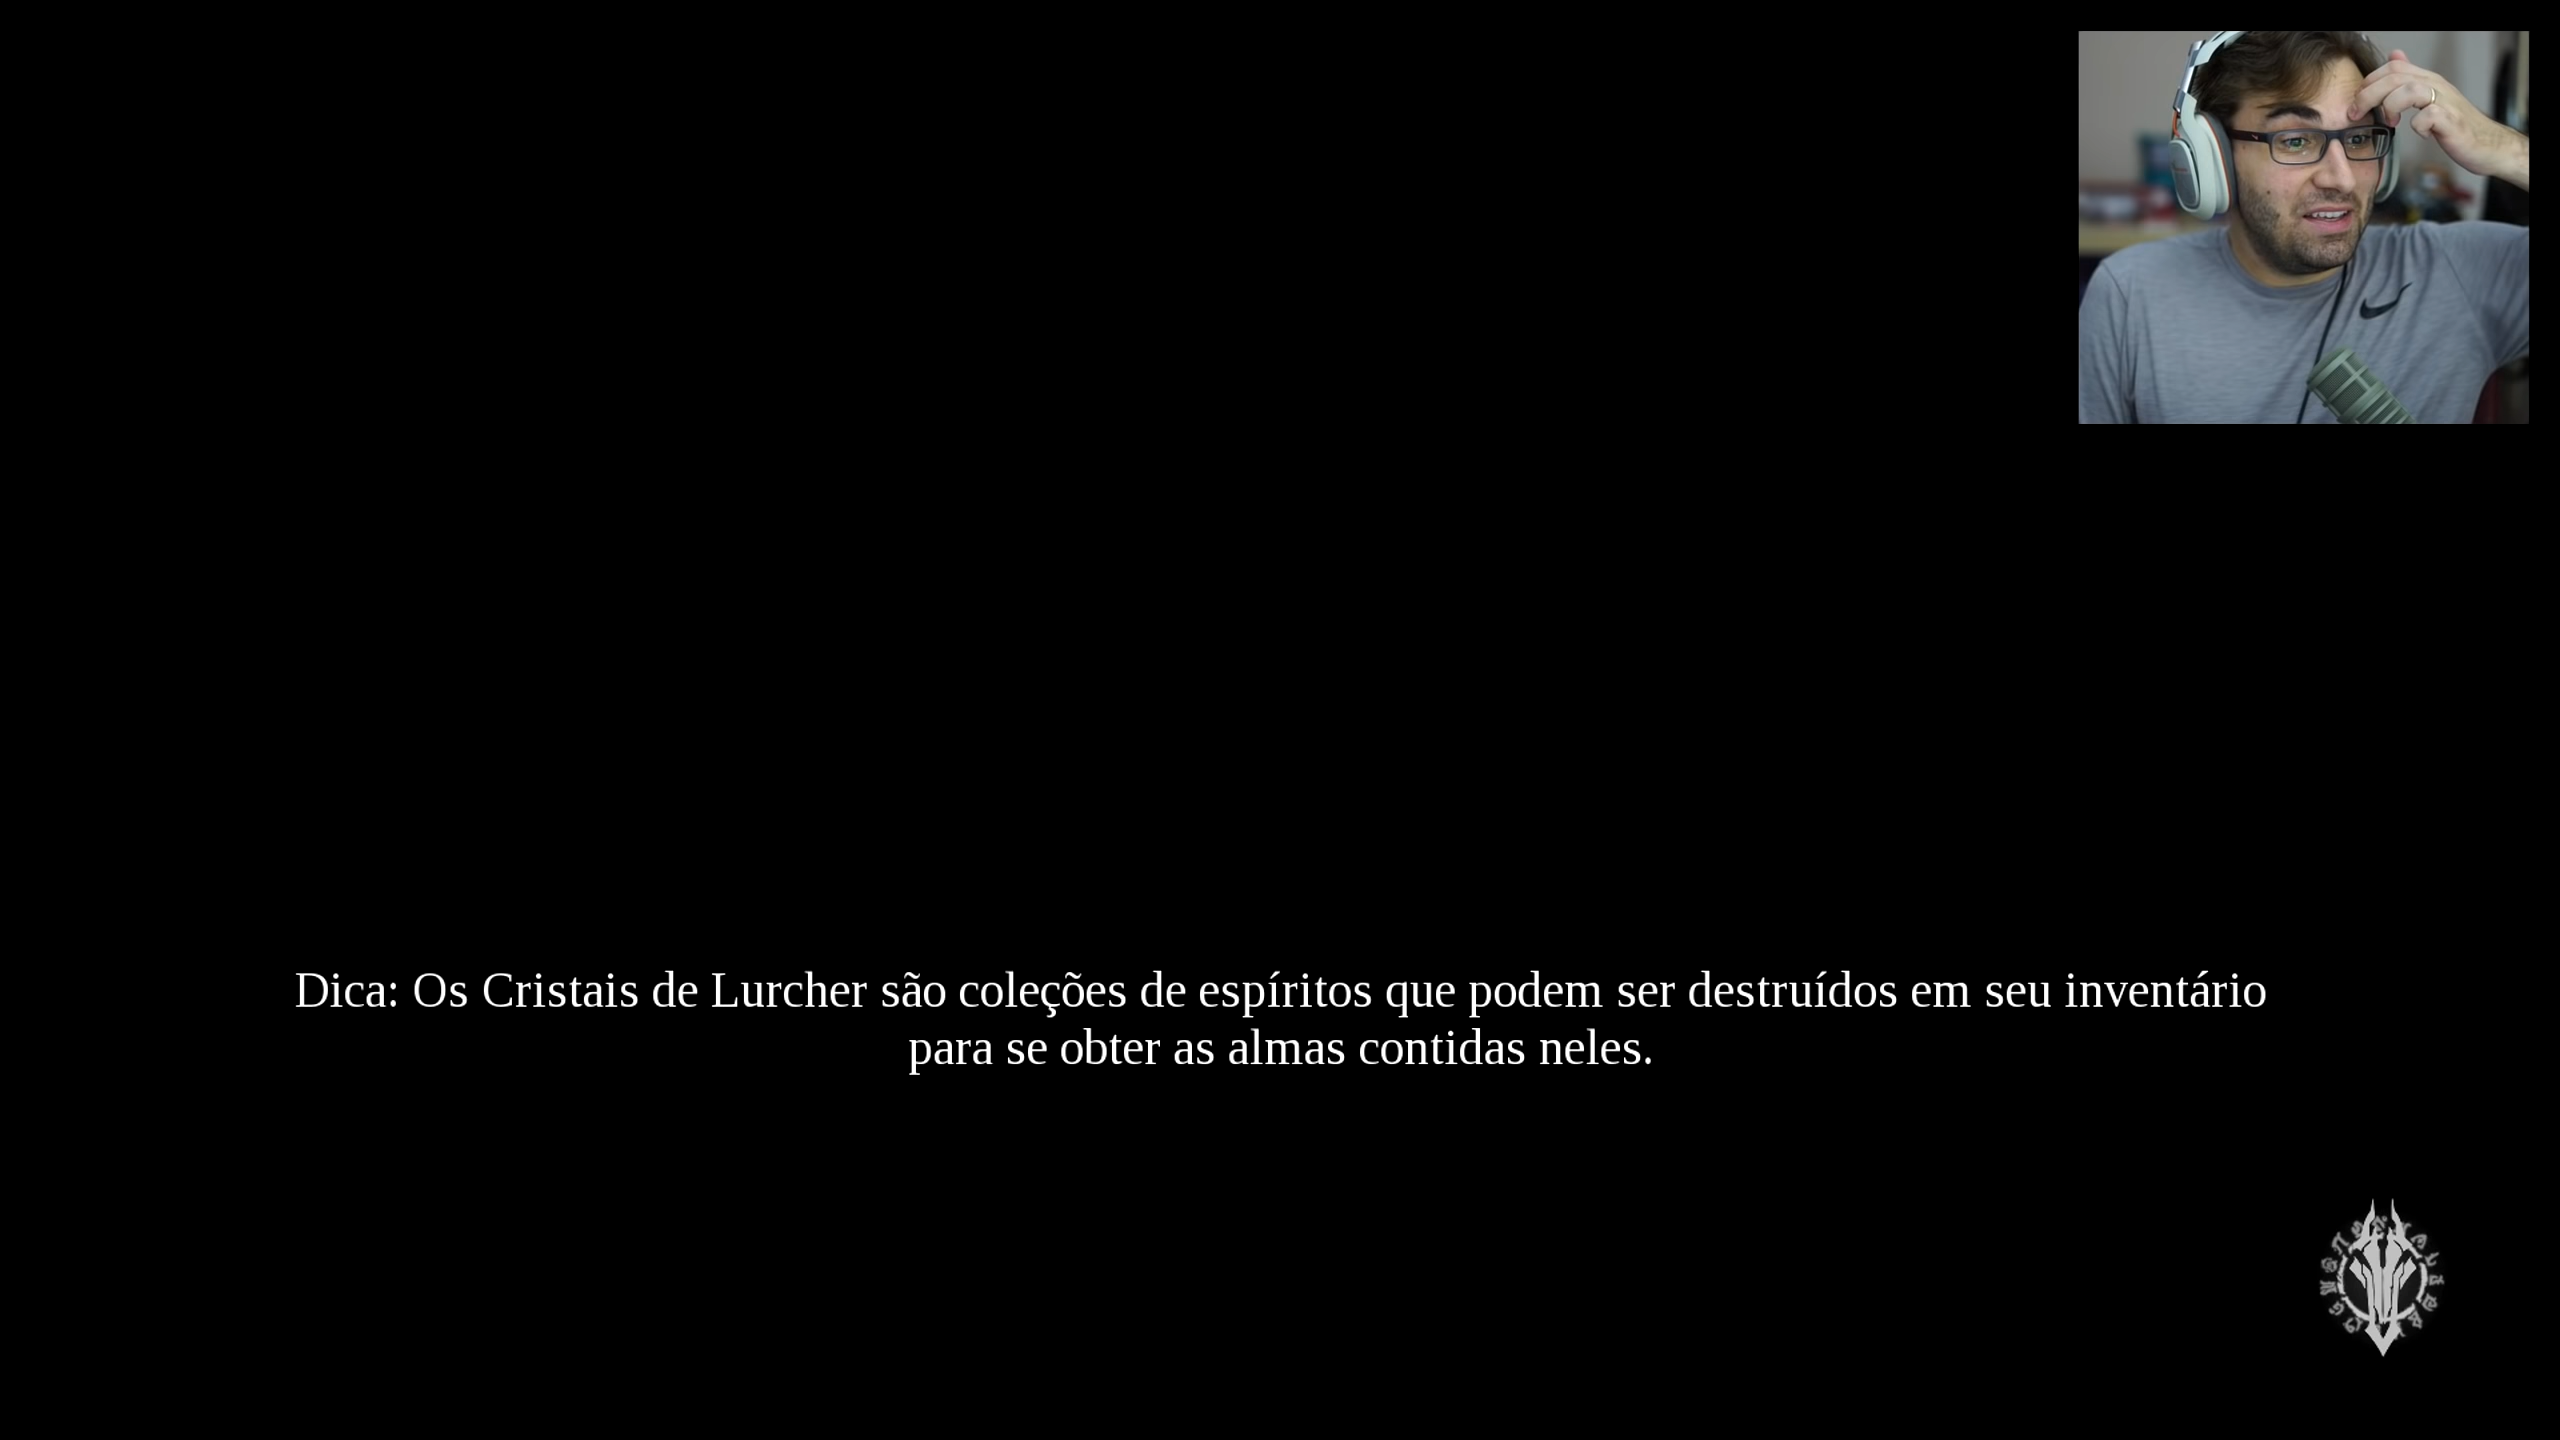 Dica: Os Cristais de Lurcher são coleções de espíritos que podem ser destruídos em seu inventário
para se obter as almas contidas neles.